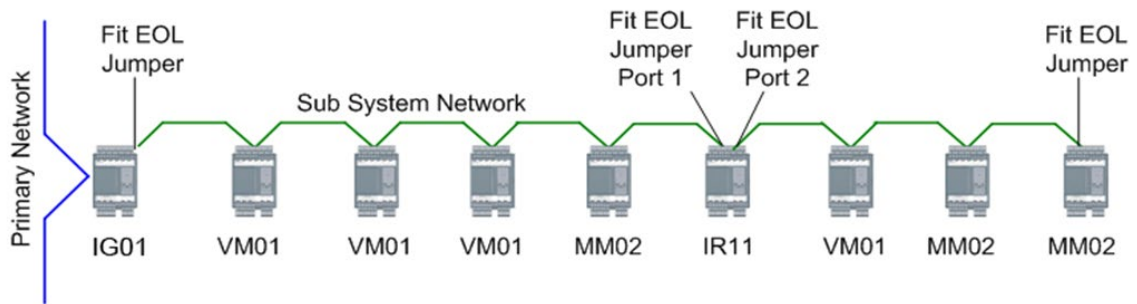 Fit EOL
Jumper
Fit EOL
Jumper
Port 1
Fit EOL
Jumper
Port 2
Fit EOL
Jumper
Sub System Network
Primary Network
IG01
VM01
VM01
VM01
MM02
IR11
VM01
MM02
MM02